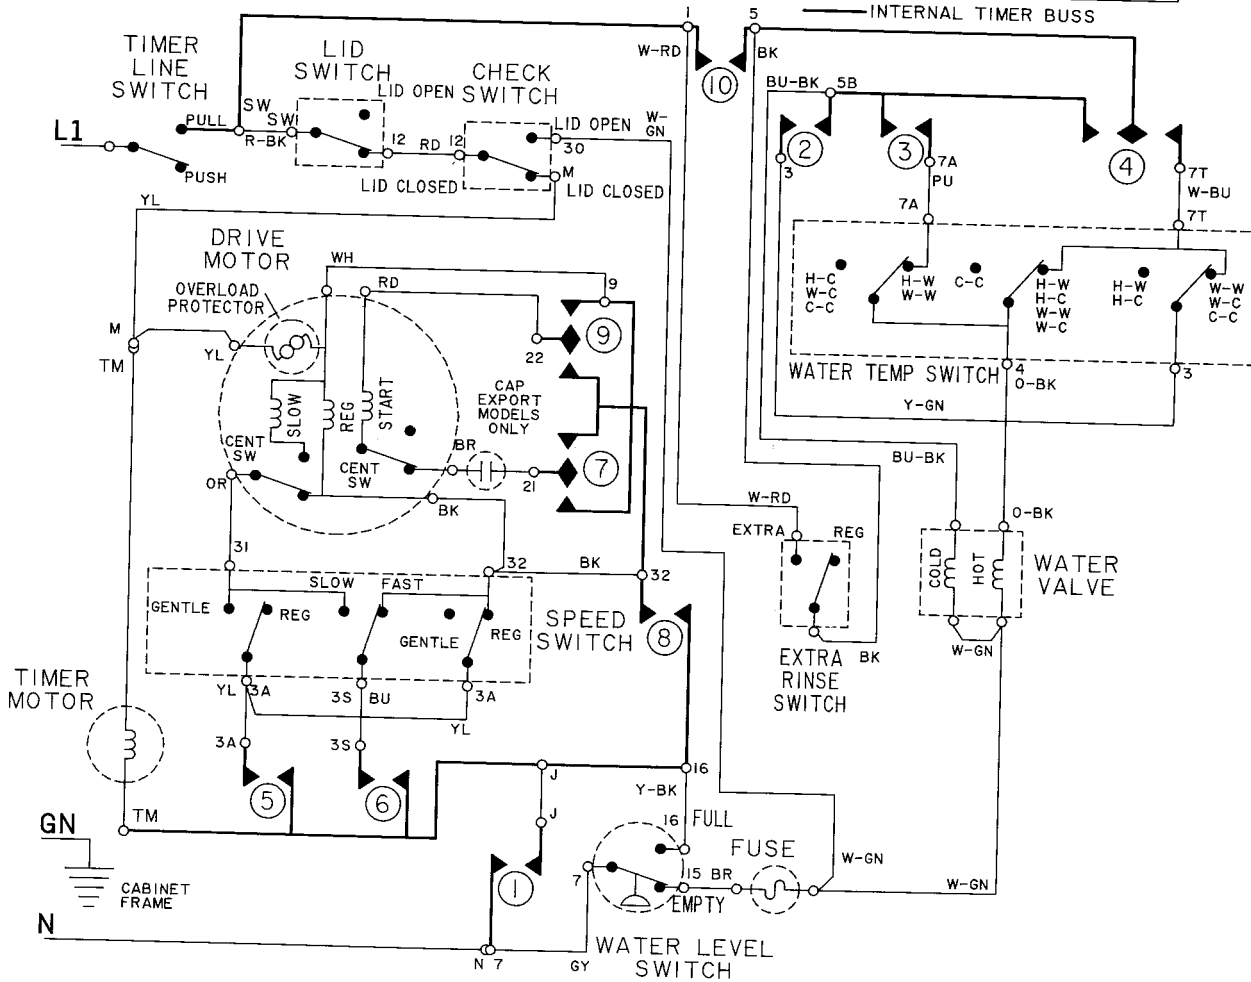 INTERNAL TIMER BUSS
1
5
W-RD
BK
10
TIMER
LINE
SWITCH
LID
SWITCH
LID OPEN
CHECK
SWITCH
BU-BK
5B
L1
PULL
PUSH
SW
SW
R-BK
12
RD
12
LID OPEN
30
W-
GN
M
LID CLOSED
LID CLOSED
2
3
3
7A
PU
7A
4
7T
W-BU
7T
YL
DRIVE
MOTOR
OVERLOAD
PROTECTOR
WH
RD
9
9
22
H-C
W-C
C-C
H-W
W-W
C-C
H-W
H-C
W-W
W-C
H-W
H-C
W-W
W-C
C-C
M
TM
YL
WATER TEMP SWITCH
4
O-BK
3
Y-GN
SLOW
REG
START
CAP
EXPORT
MODELS
ONLY
CENT
SW
CENT
SW
BR
21
7
OR
BK
BU-BK
W-RD
O-BK
EXTRA
REG
COLD
HOT
WATER
VALVE
W-GN
31
32
BK
32
SLOW
FAST
GENTLE
REG
GENTLE
REG
SPEED
SWITCH
8
BK
EXTRA
RINSE
SWITCH
TIMER
MOTOR
YL
3A
3S
BU
3A
YL
3A
3S
5
6
J
16
Y-BK
TM
J
16
FULL
FUSE
W-GN
GN
CABINET
FRAME
1
7
15
BR
EMPTY
W-GN
N
N
7
GY
WATER LEVEL
SWITCH